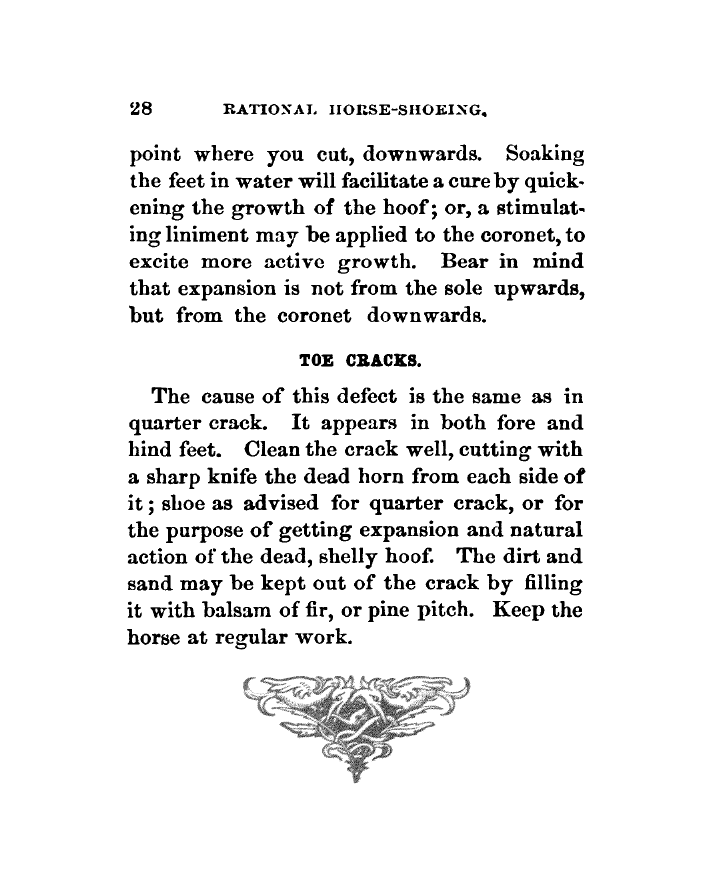 28 RATIONAL HORSE-SHOEING.
point where you cut, downwards. Soaking
the feet in water will facilitate a cure by quick-
ening the growth of the hoof; or, a stimulat-
ing liniment may be applied to the coronet, to
excite more active growth. Bear in mind
that expansion is not from the sole upwards,
but from the coronet downwards.
TOE CRACKS.
The cause of this defect is the same as in
quarter crack. It appears in both fore and
hind feet. Clean the crack well, cutting with
a sharp knife the dead horn from each side of
it; shoe as advised for quarter crack, or for
the purpose of getting expansion and natural
action of the dead, shelly hoof. The dirt and
sand may be kept out of the crack by filling
it with balsam of fir, or pine pitch. Keep the
horse at regular work.